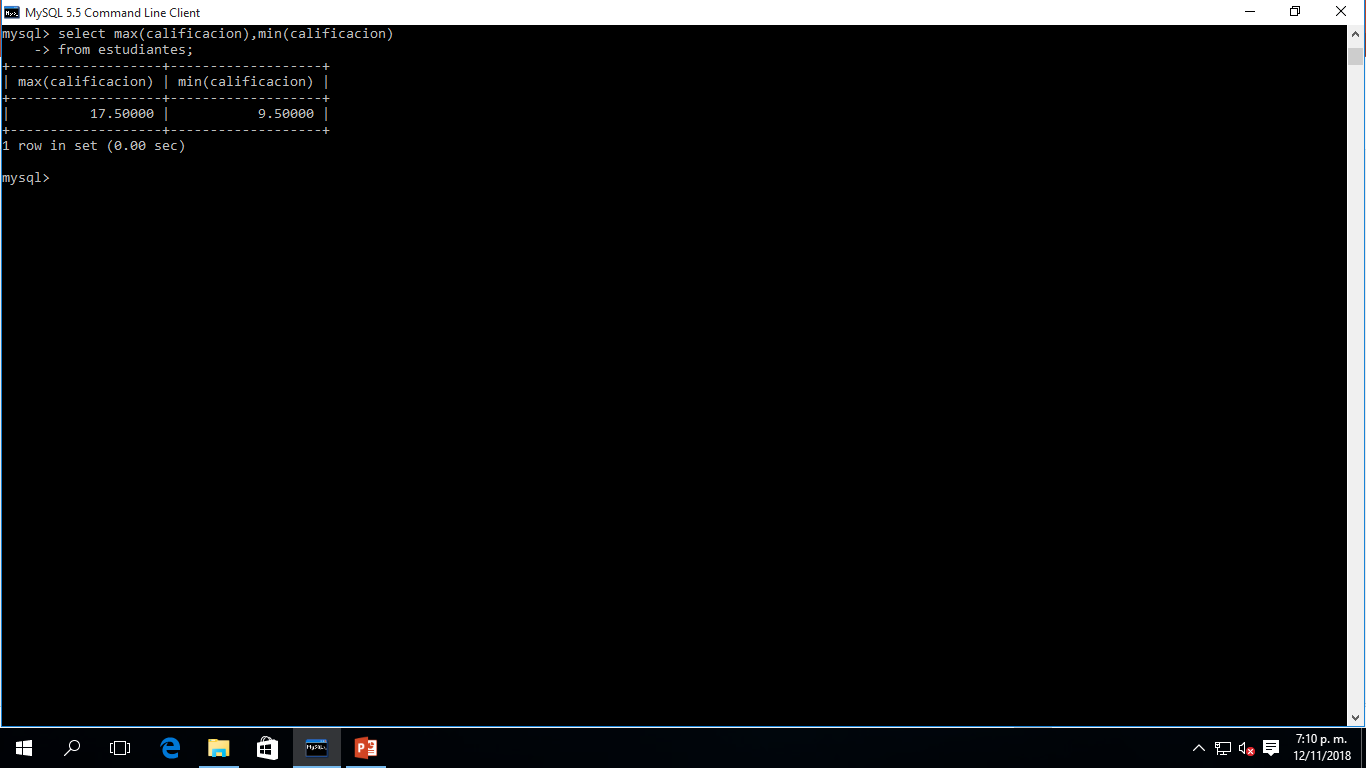 MySQL 5.5 Command Line Client
mysql> select max(calificacion),min(calificacion)
    -> from estudiantes;
+-------------------+-------------------+
| max(calificacion) | min(calificacion) |
+-------------------+-------------------+
|          17.50000 |           9.50000 |
+-------------------+-------------------+
1 row in set (0.00 sec)
mysql>
7:10 p. m.
12/11/2018